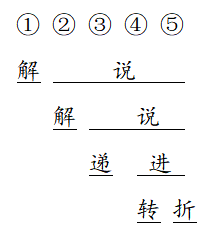 ① ② ③ ④ ⑤
解 说
解 说
递 进
转 折